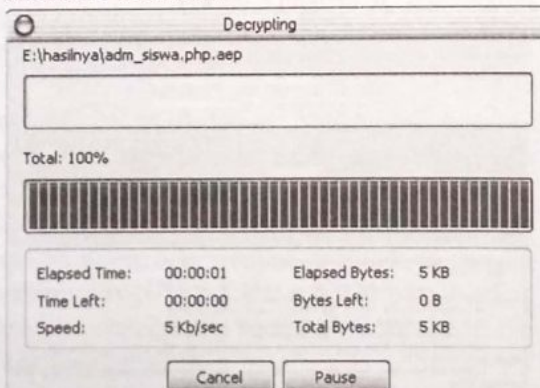 Decrypting
E:\hasilnya\adm_siswa.php.aep
Total: 100%
Elapsed Time: 00:00:01 Elapsed Bytes: 5 KB
Time Left: 00:00:00 Bytes Left: 0 B
Speed: 5 Kb/sec Total Bytes: 5 KB
Cancel Pause